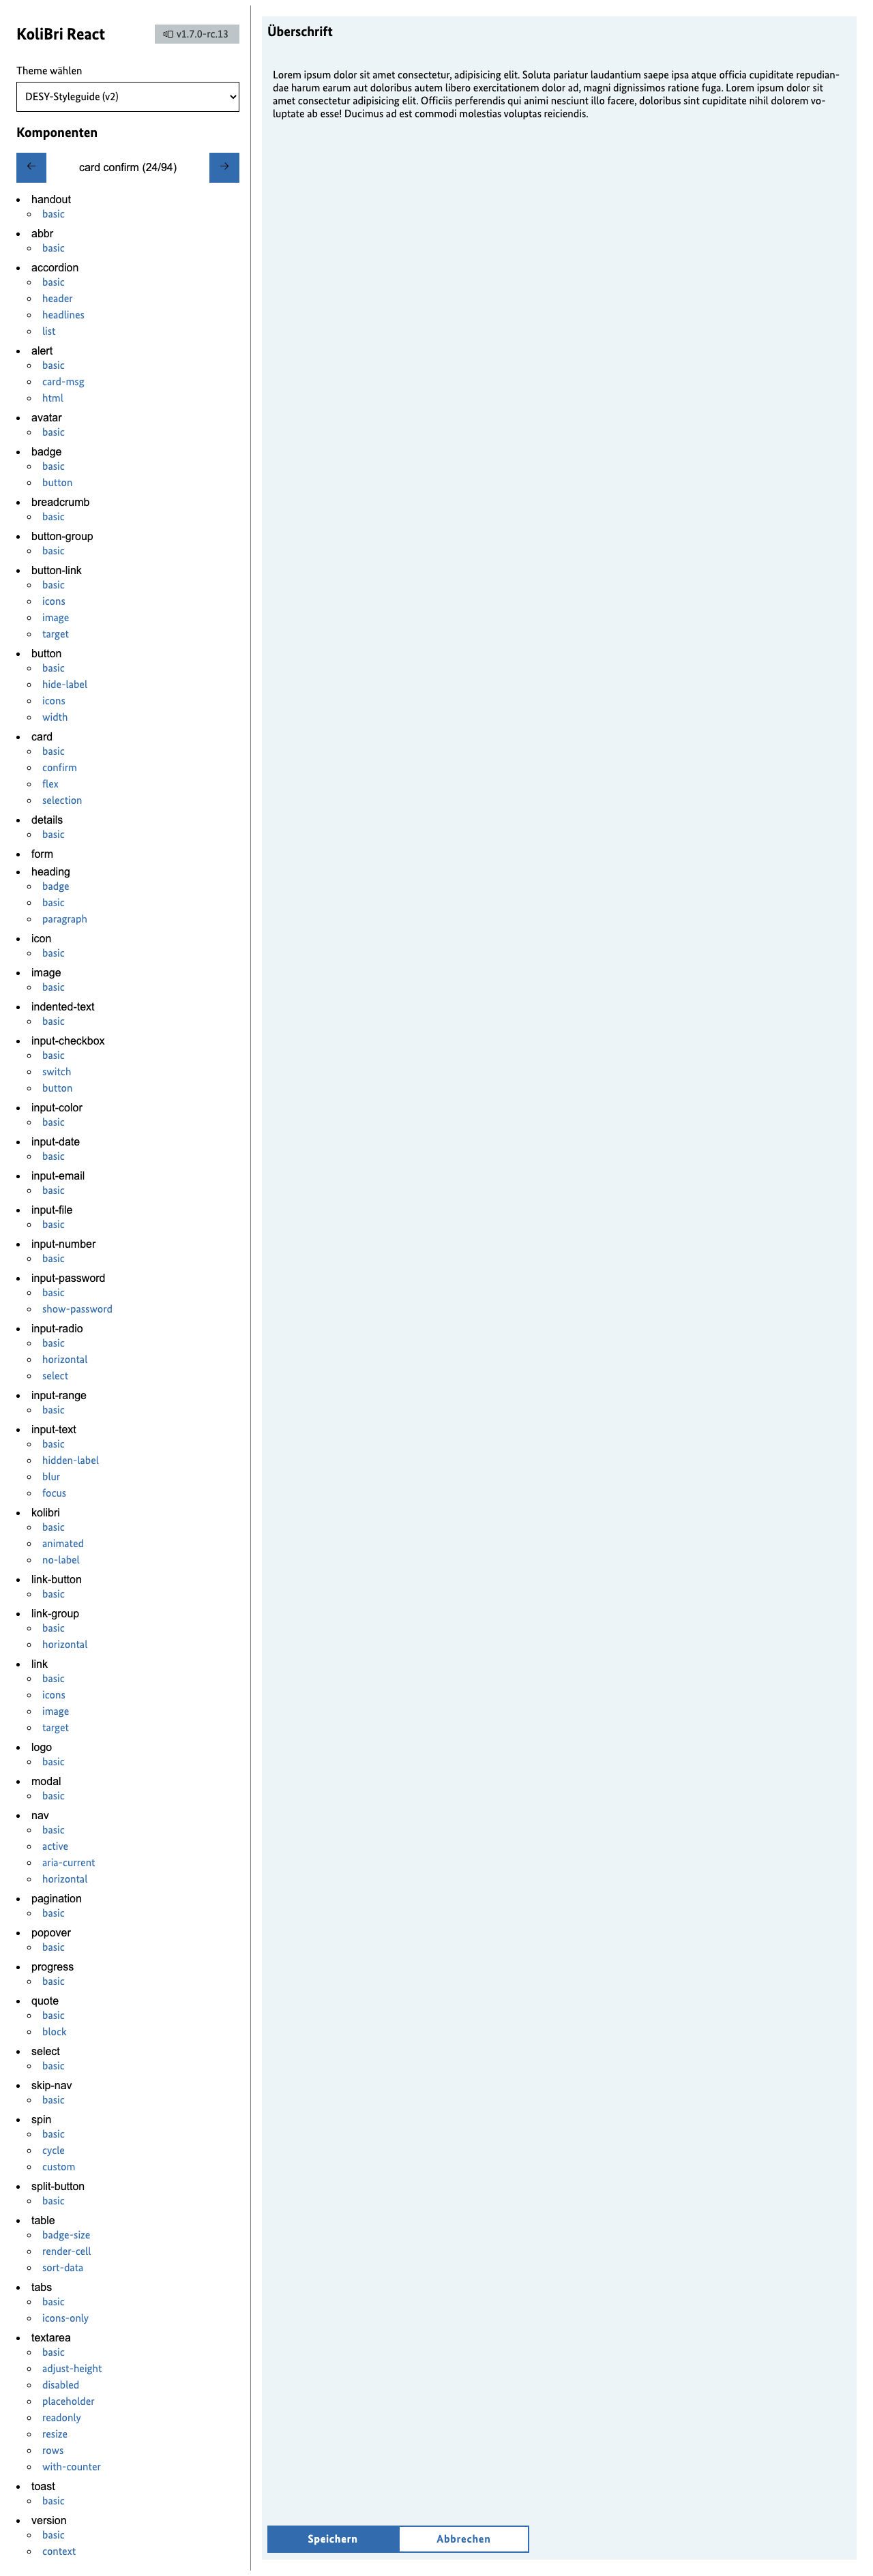 KoliBri React
v1.7.0-rc.13
Theme wählen
DESY-Styleguide (v2)
Komponenten
← card confirm (24/94) →
handout
basic
abbr
basic
accordion
basic
header
headlines
list
alert
basic
card-msg
html
avatar
basic
badge
basic
button
breadcrumb
basic
button-group
basic
button-link
basic
icons
image
target
button
basic
hide-label
icons
width
card
basic
confirm
flex
selection
details
basic
form
heading
badge
basic
paragraph
icon
basic
image
basic
indented-text
basic
input-checkbox
basic
switch
button
input-color
basic
input-date
basic
input-email
basic
input-file
basic
input-number
basic
input-password
basic
show-password
input-radio
basic
horizontal
select
input-range
basic
input-text
basic
hidden-label
blur
focus
kolibri
basic
animated
no-label
link-button
basic
link-group
basic
horizontal
link
basic
icons
image
target
logo
basic
modal
basic
nav
basic
active
aria-current
horizontal
pagination
basic
popover
basic
progress
basic
quote
basic
block
select
basic
skip-nav
basic
spin
basic
cycle
custom
split-button
basic
table
badge-size
render-cell
sort-data
tabs
basic
icons-only
textarea
basic
adjust-height
disabled
placeholder
readonly
resize
rows
with-counter
toast
basic
version
basic
context
Überschrift
Lorem ipsum dolor sit amet consectetur, adipisicing elit. Soluta pariatur laudantium saepe ipsa atque officia cupiditate repudian-
dae harum earum aut doloribus autem libero exercitationem dolor ad, magni dignissimos ratione fuga. Lorem ipsum dolor sit
amet consectetur adipisicing elit. Officiis perferendis qui animi nesciunt illo facere, doloribus sint cupiditate nihil dolorem vo-
luptate ab esse! Ducimus ad est commodi molestias voluptas reiciendis.
Speichern
Abbrechen